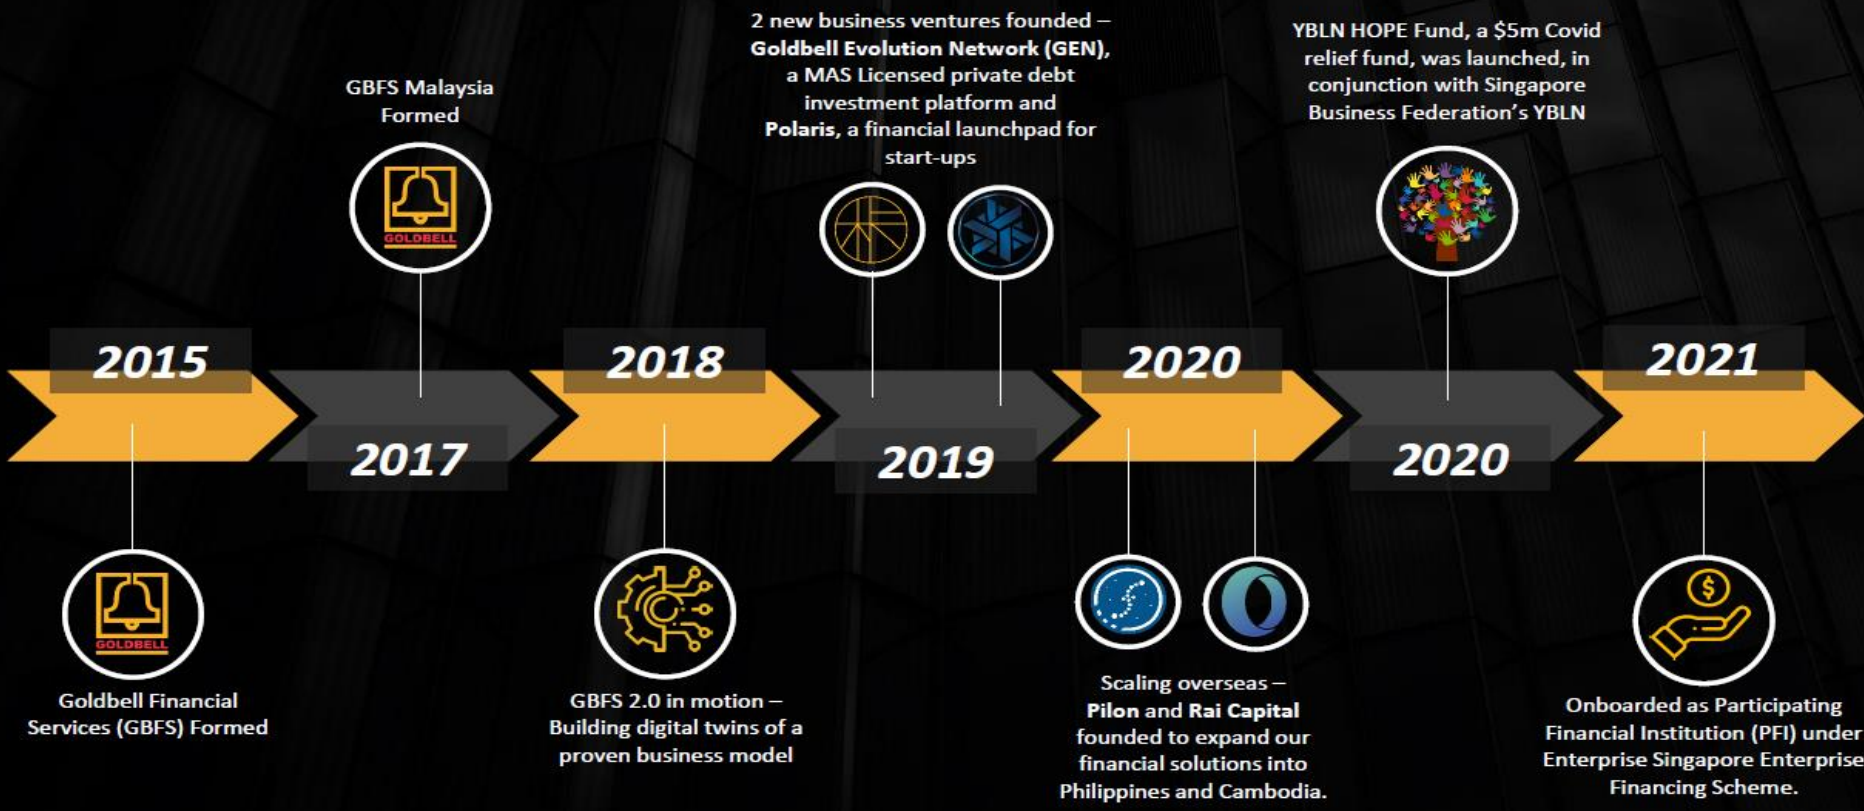 2015
GOLDBELL
Goldbell Financial
Services (GBFS) Formed
GBFS Malaysia
Formed
GOLDBELL
2017
2018
GBFS 2.0 in motion –
Building digital twins of a
proven business model
2 new business ventures founded –
Goldbell Evolution Network (GEN),
a MAS Licensed private debt
investment platform and
Polaris, a financial launchpad for
start-ups
2019
2020
Scaling overseas –
Pilon and Rai Capital
founded to expand our
financial solutions into
Philippines and Cambodia.
YBLN HOPE Fund, a $5m Covid
relief fund, was launched, in
conjunction with Singapore
Business Federation’s YBLN
2020
2021
$
Onboarded as Participating
Financial Institution (PFI) under
Enterprise Singapore Enterprise
Financing Scheme.